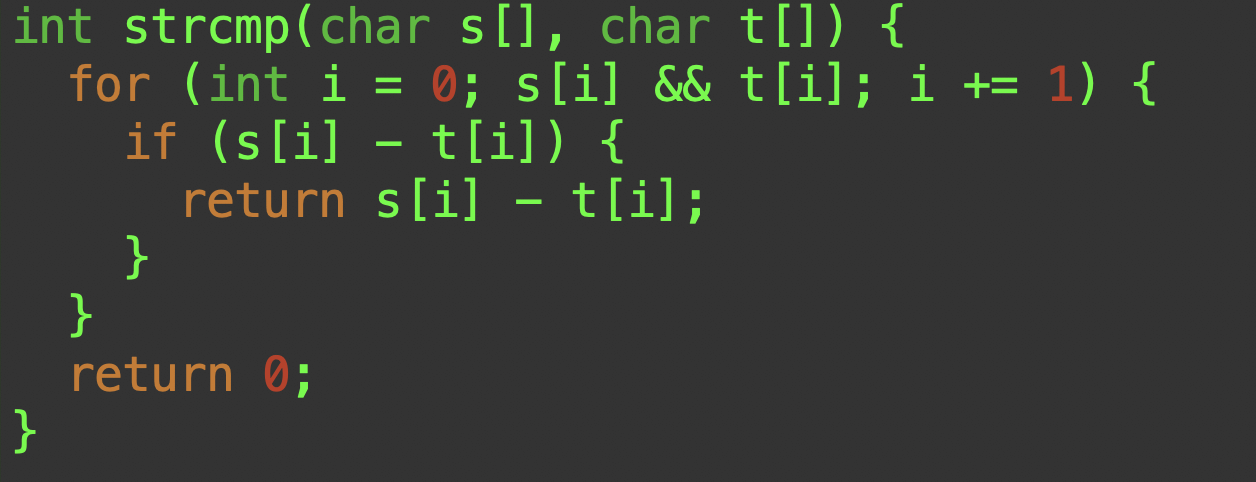 int strcmp(char s[], char t[]) {
  for (int i = 0; s[i] && t[i]; i += 1) {
    if (s[i] - t[i]) {
      return s[i] - t[i];
    }
  }
  return 0;
}